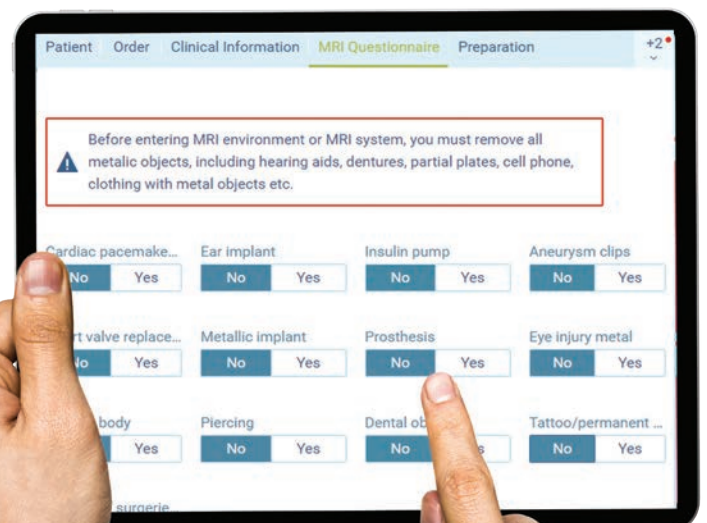 Patient Order Clinical Information MRI Questionnaire Preparation +2
Before entering MRI environment or MRI system, you must remove all
metalic objects, including hearing aids, dentures, partial plates, cell phone,
clothing with metal objects etc.
Cardiac pacemake... Ear implant Insulin pump Aneurysm clips
No Yes No Yes No Yes No Yes
valve replace... Metallic implant Prosthesis Eye injury metal
No Yes No Yes No Yes No Yes
body Piercing Dental Tattoo/permanent ...
Yes No Yes No No Yes
surgerie